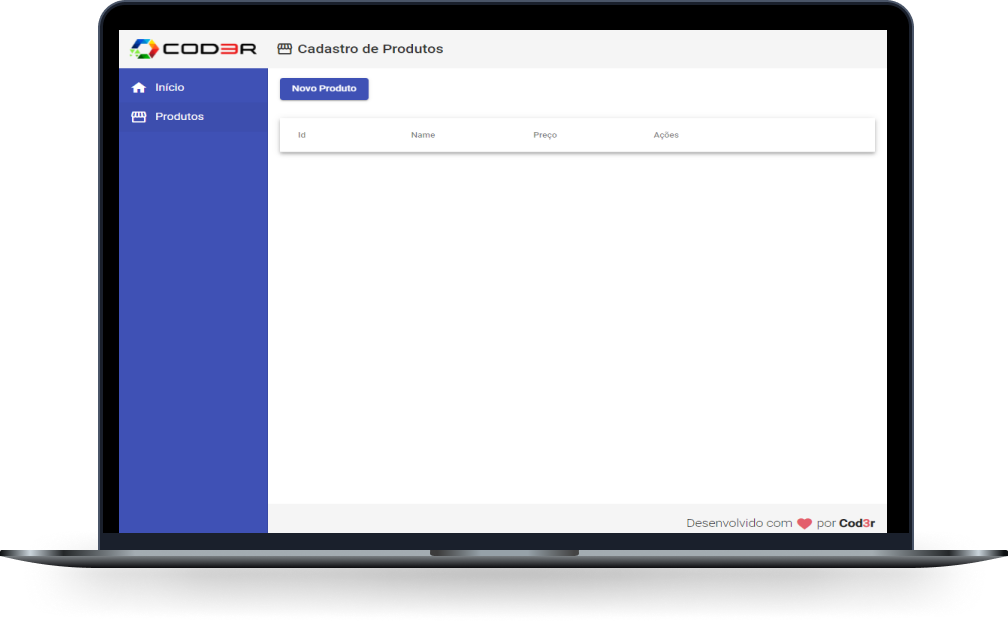 COD3R
Cadastro de Produtos
Início
Produtos
Novo Produto
Id Name Preço Ações
Desenvolvido com por Cod3r